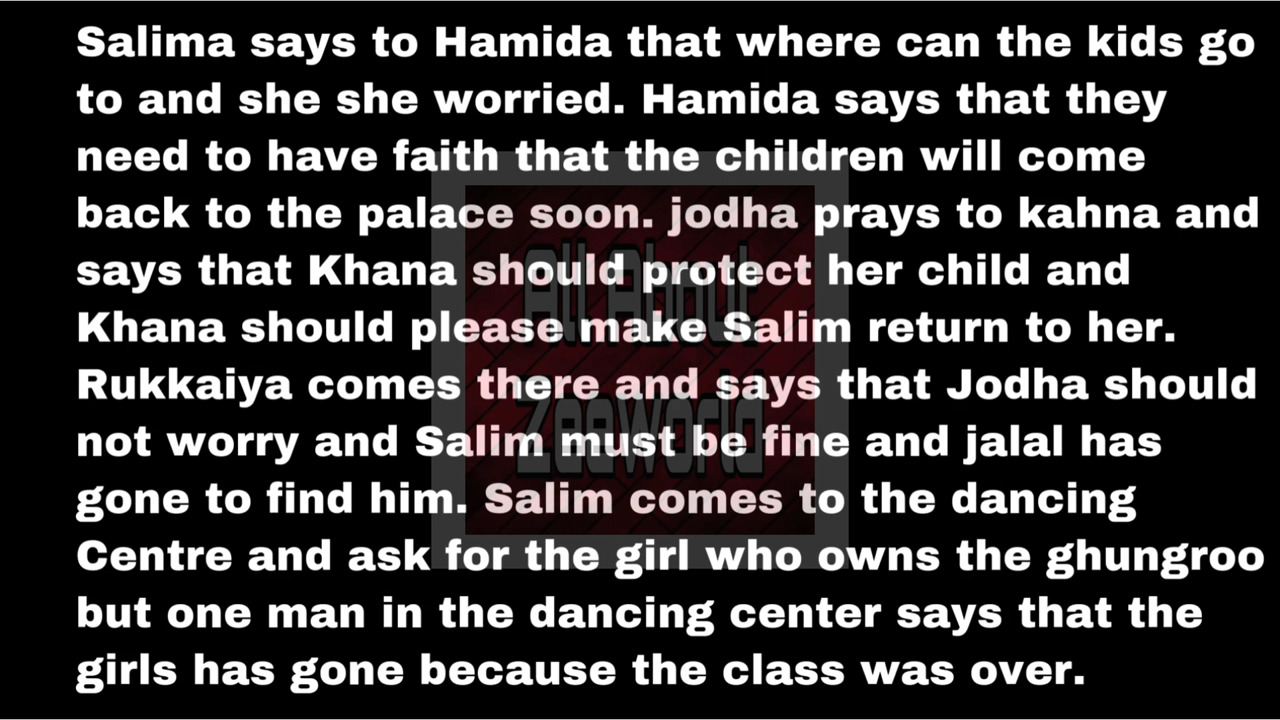 Salima says to Hamida that where can the kids go
to and she she worried. Hamida says that they
need to have faith that the children will come
back to the palace soon. jodha prays to kahna and
says that Khana should protect her child and
Khana should please make Salim return to her.
Rukkaiya comes there and says that Jodha should
not worry and Salim must be fine and jalal has
gone to find him. Salim comes to the dancing
Centre and ask for the girl who owns the ghungroo
but one man in the dancing center says that the
girls has gone because the class was over.
All About
Zeeworld